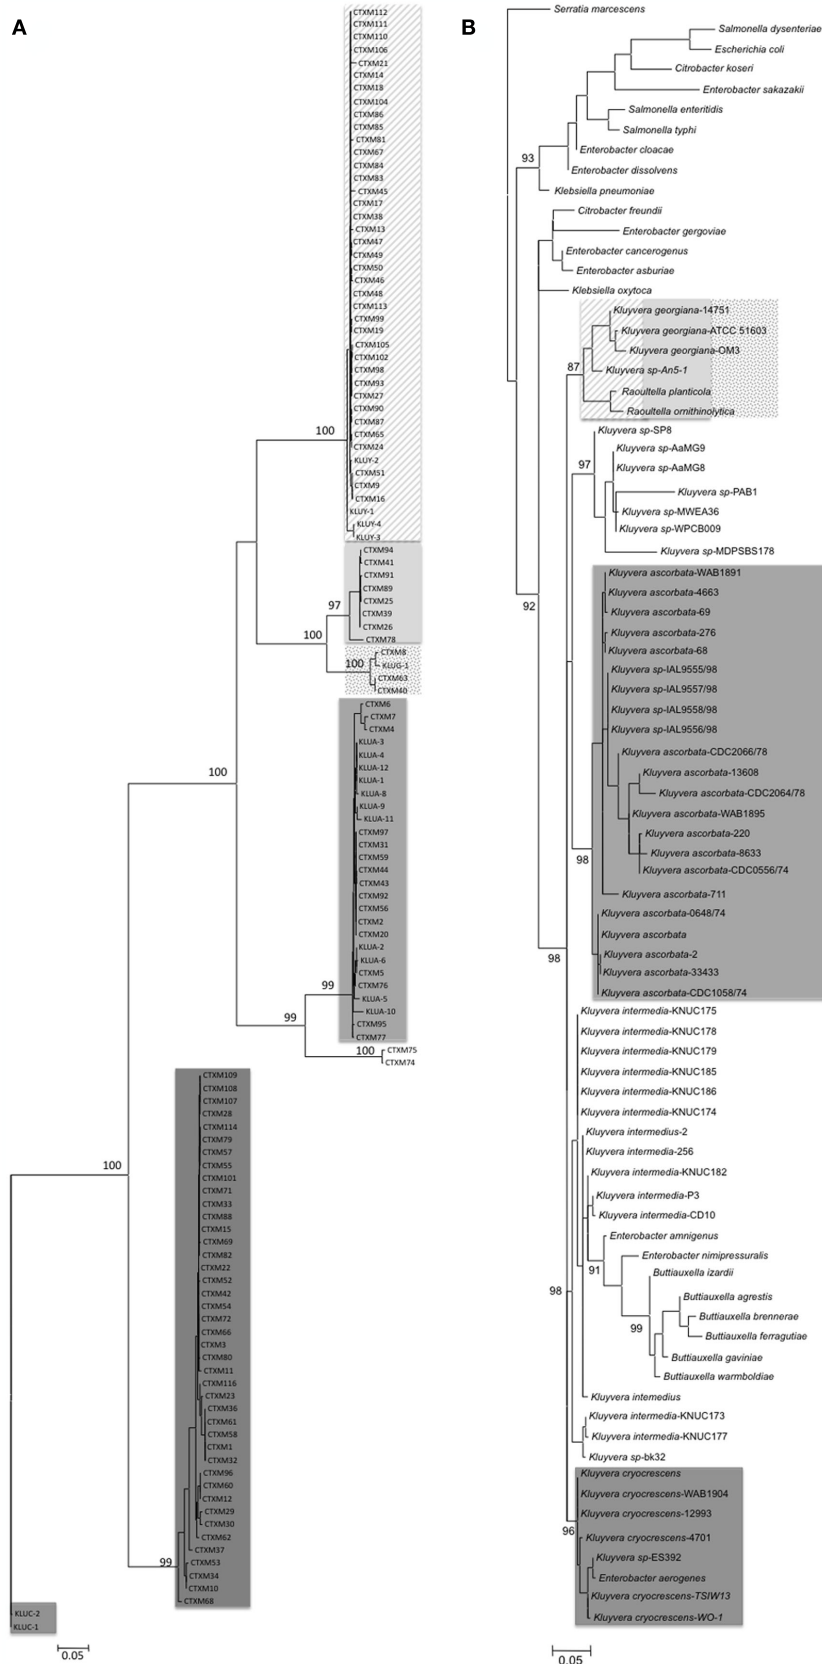 A
CTXM112
CTXM111
CTXM110
CTXM106
CTXM21
CTXM14
CTXM18
CTXM104
CTXM86
CTXM85
CTXM81
CTXM67
CTXM84
CTXM83
CTXM45
CTXM17
CTXM38
CTXM13
CTXM47
CTXM49
CTXM50
CTXM46
CTXM48
CTXM113
CTXM99
CTXM19
CTXM105
CTXM102
CTXM98
CTXM93
CTXM27
CTXM90
CTXM87
100
CTXM65
CTXM24
KLUY-2
CTXM51
CTXM9
CTXM16
KLUY-1
KLUY-4
KLUY-3
CTXM94
CTXM41
CTXM91
CTXM89
CTXM25
97
CTXM39
CTXM26
100
CTXM78
CTXM8
100
KLUG-1
CTXM63
CTXM40
CTXM6
CTXM7
CTXM4
KLUA-3
KLUA-4
100
KLUA-12
KLUA-1
KLUA-8
KLUA-9
KLUA-11
CTXM97
CTXM31
CTXM59
CTXM44
CTXM43
CTXM92
CTXM56
CTXM2
CTXM20
KLUA-2
KLUA-6
CTXM5
CTXM76
99
KLUA-5
KLUA-10
99
CTXM95
CTXM77
100
CTXM75
CTXM74
CTXM109
CTXM108
CTXM107
CTXM28
CTXM114
CTXM79
CTXM57
CTXM55
100
CTXM101
CTXM71
CTXM33
CTXM88
CTXM15
CTXM69
CTXM82
CTXM22
CTXM52
CTXM42
CTXM54
CTXM72
CTXM66
CTXM3
CTXM80
CTXM11
CTXM116
CTXM23
CTXM36
CTXM61
CTXM58
CTXM1
CTXM32
CTXM96
CTXM60
CTXM12
CTXM29
CTXM30
CTXM62
CTXM37
99
CTXM53
CTXM34
CTXM10
CTXM68
KLUC-2
KLUC-1
0.05
B
Serratia marcescens
Salmonella dysenteriae
Escherichia coli
Citrobacter koseri
Enterobacter sakazakii
Salmonella enteritidis
Salmonella typhi
Enterobacter cloacae
93
Enterobacter dissolvens
Klebsiella pneumoniae
Citrobacter freundii
Enterobacter gergoviae
Enterobacter cancerogenus
Enterobacter asburiae
Klebsiella oxytoca
Kluyvera georgiana-14751
Kluyvera georgiana-ATCC 51603
Kluyvera georgiana-OM3
87
Kluyvera sp-An5-1
Raoultella planticola
Raoultella ornithinolytica
Kluyvera sp-SP8
Kluyvera sp-AaMG9
97
Kluyvera sp-AaMG8
Kluyvera sp-PAB1
Kluyvera sp-MWEA36
Kluyvera sp-WPCB009
Kluyvera sp-MDPSBS178
Kluyvera ascorbata-WAB1891
Kluyvera ascorbata-4663
92
Kluyvera ascorbata-69
Kluyvera ascorbata-276
Kluyvera ascorbata-68
Kluyvera sp-IAL9555/98
Kluyvera sp-IAL9557/98
Kluyvera sp-IAL9558/98
Kluyvera sp-IAL9556/98
Kluyvera ascorbata-CDC2066/78
Kluyvera ascorbata-13608
Kluyvera ascorbata-CDC2064/78
Kluyvera ascorbata-WAB1895
Kluyvera ascorbata-220
98
Kluyvera ascorbata-8633
Kluyvera ascorbata-CDC0556/74
Kluyvera ascorbata-711
Kluyvera ascorbata-0648/74
Kluyvera ascorbata
98
Kluyvera ascorbata-2
Kluyvera ascorbata-33433
Kluyvera ascorbata-CDC1058/74
Kluyvera intermedia-KNUC175
Kluyvera intermedia-KNUC178
Kluyvera intermedia-KNUC179
Kluyvera intermedia-KNUC185
Kluyvera intermedia-KNUC186
Kluyvera intermedia-KNUC174
Kluyvera intermedius-2
Kluyvera intermedia-256
Kluyvera intermedia-KNUC182
Kluyvera intermedia-P3
Kluyvera intermedia-CD10
Enterobacter amnigenus
Enterobacter nimipressuralis
91
Buttiauxella izardii
98
Buttiauxella agrestis
Buttiauxella brennerae
99
Buttiauxella ferragutiae
Buttiauxella gaviniae
Buttiauxella warmboldiae
Kluyvera intemedius
Kluyvera intermedia-KNUC173
Kluyvera intermedia-KNUC177
Kluyvera sp-bk32
Kluyvera cryocrescens
Kluyvera cryocrescens-WAB1904
Kluyvera cryocrescens-12993
96
Kluyvera cryocrescens-4701
Kluyvera sp-ES392
Enterobacter aerogenes
Kluyvera cryocrescens-TSIW13
Kluyvera cryocrescens-WO-1
0.05